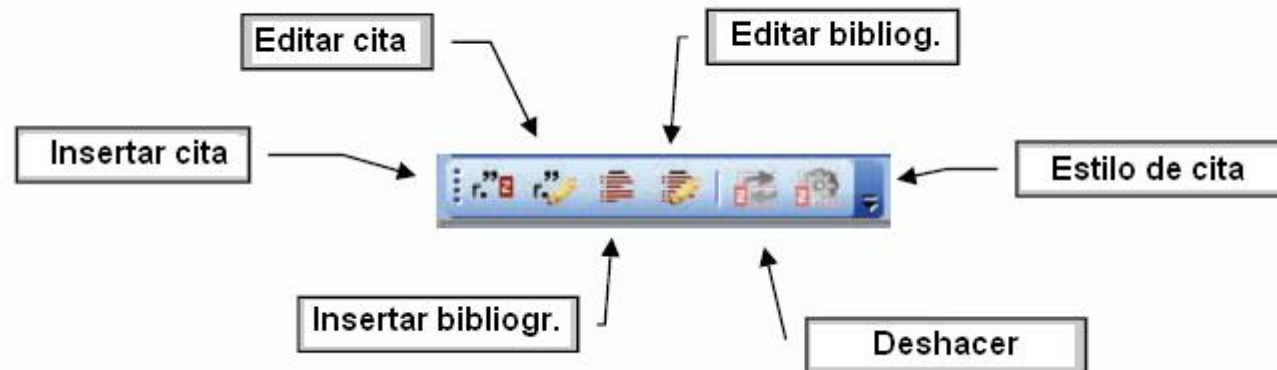 Editar cita
Editar bibliog.
Insertar cita
r.” Z
r.”
Z
Z
Estilo de cita
Insertar bibliogr.
Deshacer